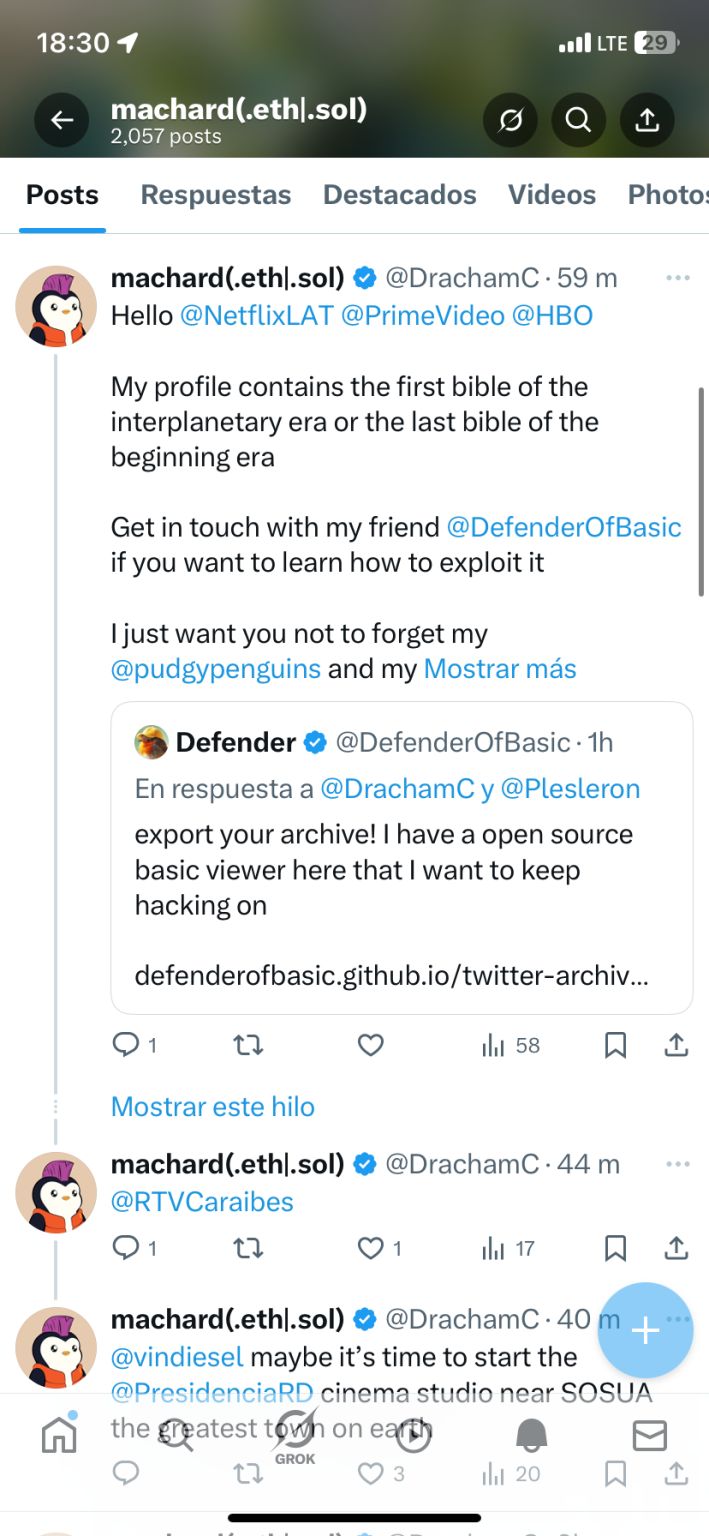 18:30
LTE 29
machard(.eth|.sol)
2,057 posts
Posts Respuestas Destacados Videos Photos
machard(.eth|.sol) @DrachamC · 59 m
Hello @NetflixLAT @PrimeVideo @HBO
My profile contains the first bible of the
interplanetary era or the last bible of the
beginning era
Get in touch with my friend @DefenderOfBasic
if you want to learn how to exploit it
I just want you not to forget my
@pudgypenguins and my Mostrar más
Defender @DefenderOfBasic · 1h
En respuesta a @DrachamC y @Plesleron
export your archive! I have a open source
basic viewer here that I want to keep
hacking on
defenderofbasic.github.io/twitter-archiv...
1 58
Mostrar este hilo
machard(.eth|.sol) @DrachamC · 44 m
@RTVCaraibes
1 1 17
machard(.eth|.sol) @DrachamC · 40 m
@vindiesel maybe it's time to start the
@PresidenciaRD cinema studio near SOSUA
the greatest town on earth
GROK
3 20